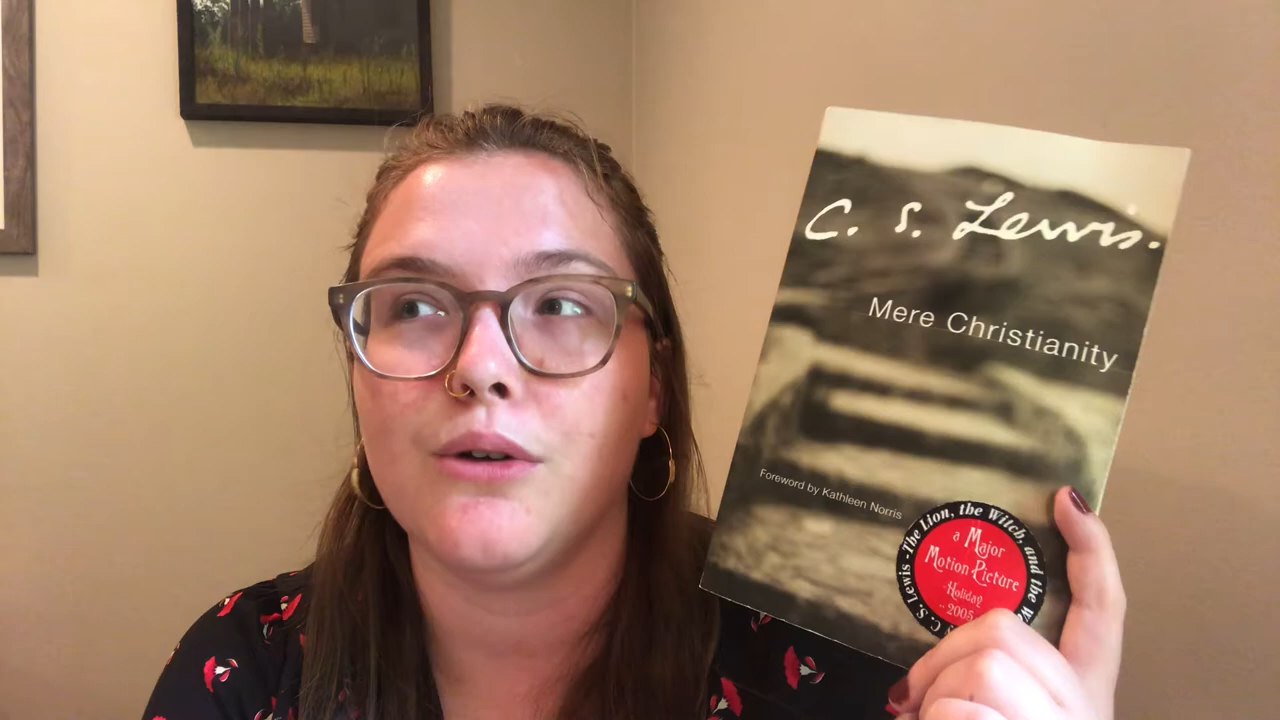 C. S. Lewis.
Mere Christianity
Foreword by Kathleen Norris
C. S. Lewis - The Lion, the Witch, and the
a Major
Motion Picture
Holiday
2005